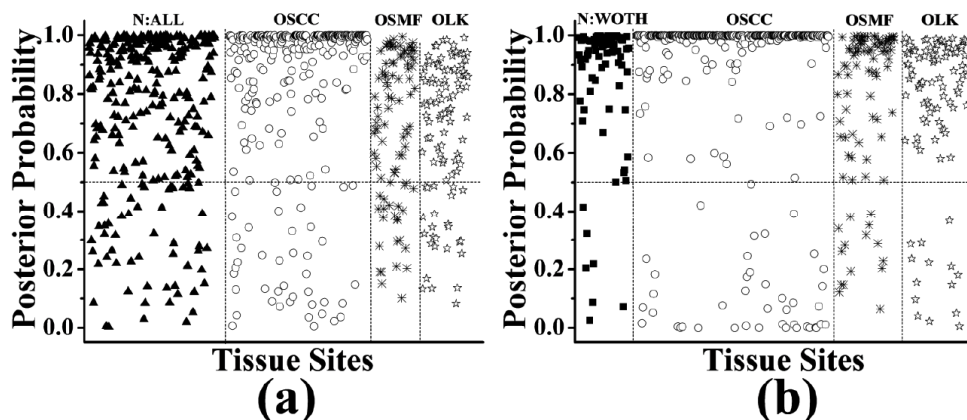 N:ALL OSCC OSMF OLK
Posterior Probability
1.0
0.8
0.6
0.4
0.2
0.0
Tissue Sites
(a)
N:WOTH OSCC OSMF OLK
Posterior Probability
1.0
0.8
0.6
0.4
0.2
0.0
Tissue Sites
(b)